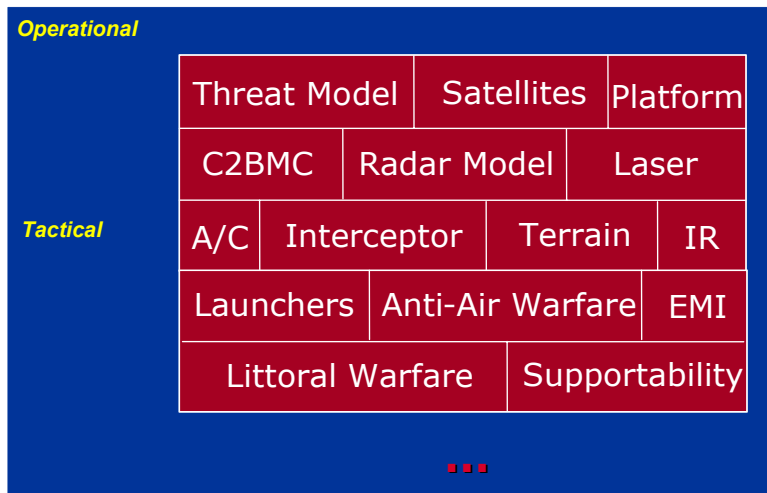 Operational
Threat Model Satellites Platform
C2BMC Radar Model Laser
Tactical
A/C Interceptor Terrain IR
Launchers Anti-Air Warfare EMI
Littoral Warfare Supportability
...